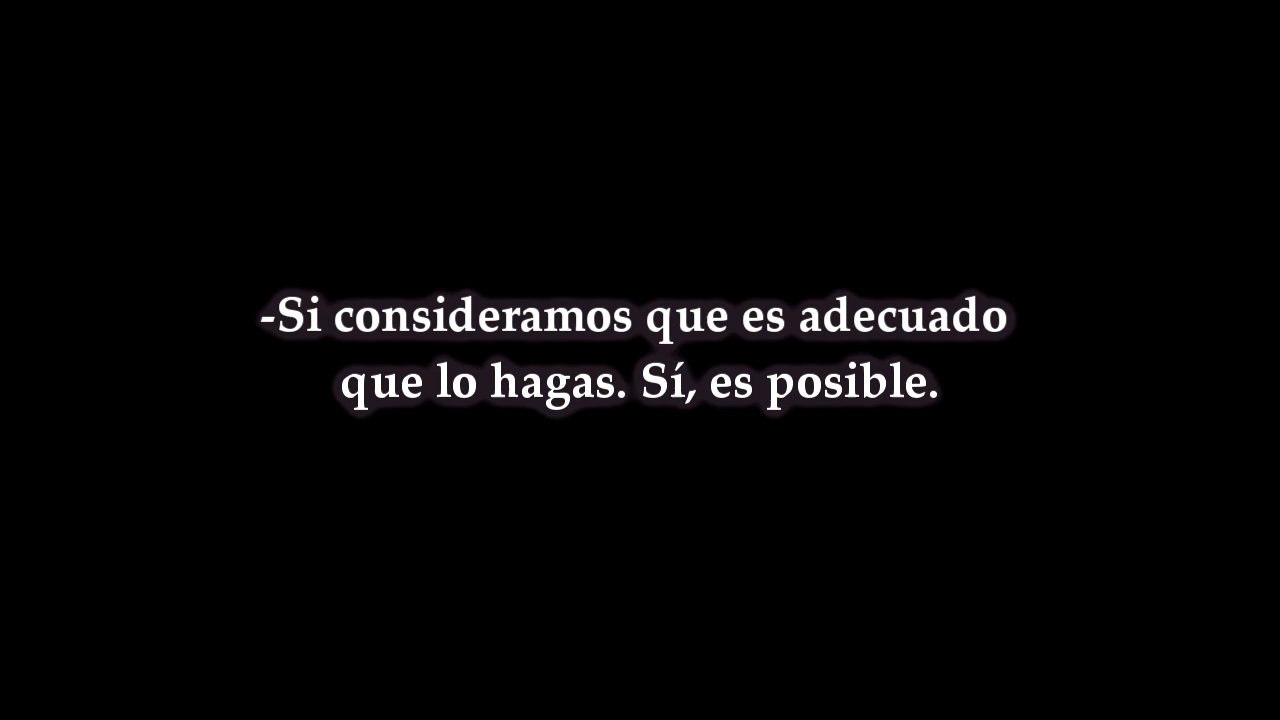 -Si consideramos que es adecuado
que lo hagas. Sí, es posible.